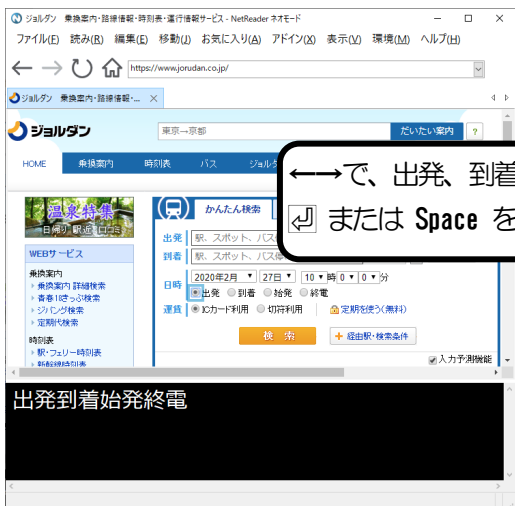 ジョルダン 乗換案内・路線情報・時刻表・運行情報サービス - NetReader ネオモード
ファイル(F) 読み(R) 編集(E) 移動(J) お気に入り(A) アドイン(X) 表示(V) 環境(M) ヘルプ(H)
https://www.jorudan.co.jp/
ジョルダン 乗換案内・路線情報・...
ジョルダン
東京→京都
だいたい案内
?
HOME 乗換案内 時刻表 バス
←→で、出発、到着
または Space を
温泉特集
日帰り 駅近 口コミ
かんたん検索
出発 駅、スポット、バス停
到着 駅、スポット、バス停
日時 2020年2月 27日 10 時 0 0 分
出発 到着 始発 終電
運賃 ICカード利用 切符利用 定期を使う(無料)
検 索
+ 経由駅・検索条件
入力予測機能
WEBサービス
乗換案内
乗換案内 詳細検索
青春18きっぷ検索
ジパング検索
定期代検索
時刻表
駅・フェリー時刻表
新幹線時刻表
出発到着始発終電